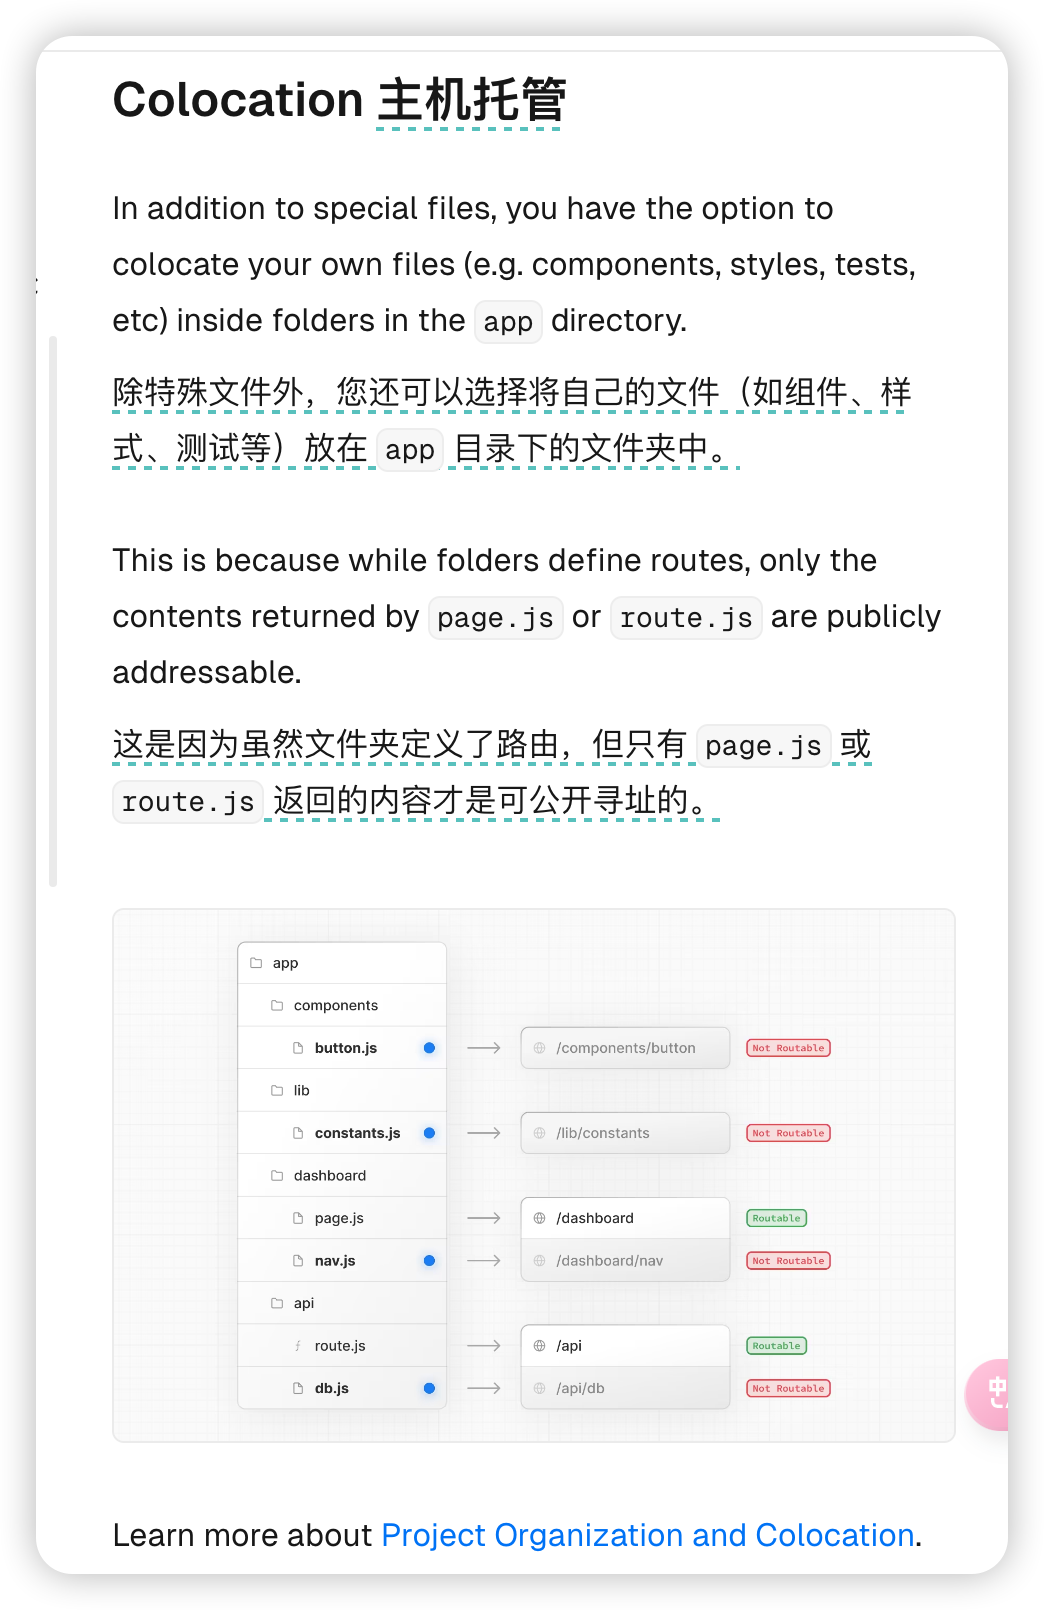 Colocation 主机托管
In addition to special files, you have the option to
colocate your own files (e.g. components, styles, tests,
etc) inside folders in the app directory.
除特殊文件外，您还可以选择将自己的文件（如组件、样
式、测试等）放在 app 目录下的文件夹中。
This is because while folders define routes, only the
contents returned by page.js or route.js are publicly
addressable.
这是因为虽然文件夹定义了路由，但只有 page.js 或
route.js 返回的内容才是可公开寻址的。
app
components
button.js /components/button Not Routable
lib
constants.js /lib/constants Not Routable
dashboard
page.js /dashboard Routable
nav.js /dashboard/nav Not Routable
api
route.js /api Routable
db.js /api/db Not Routable
Learn more about Project Organization and Colocation.